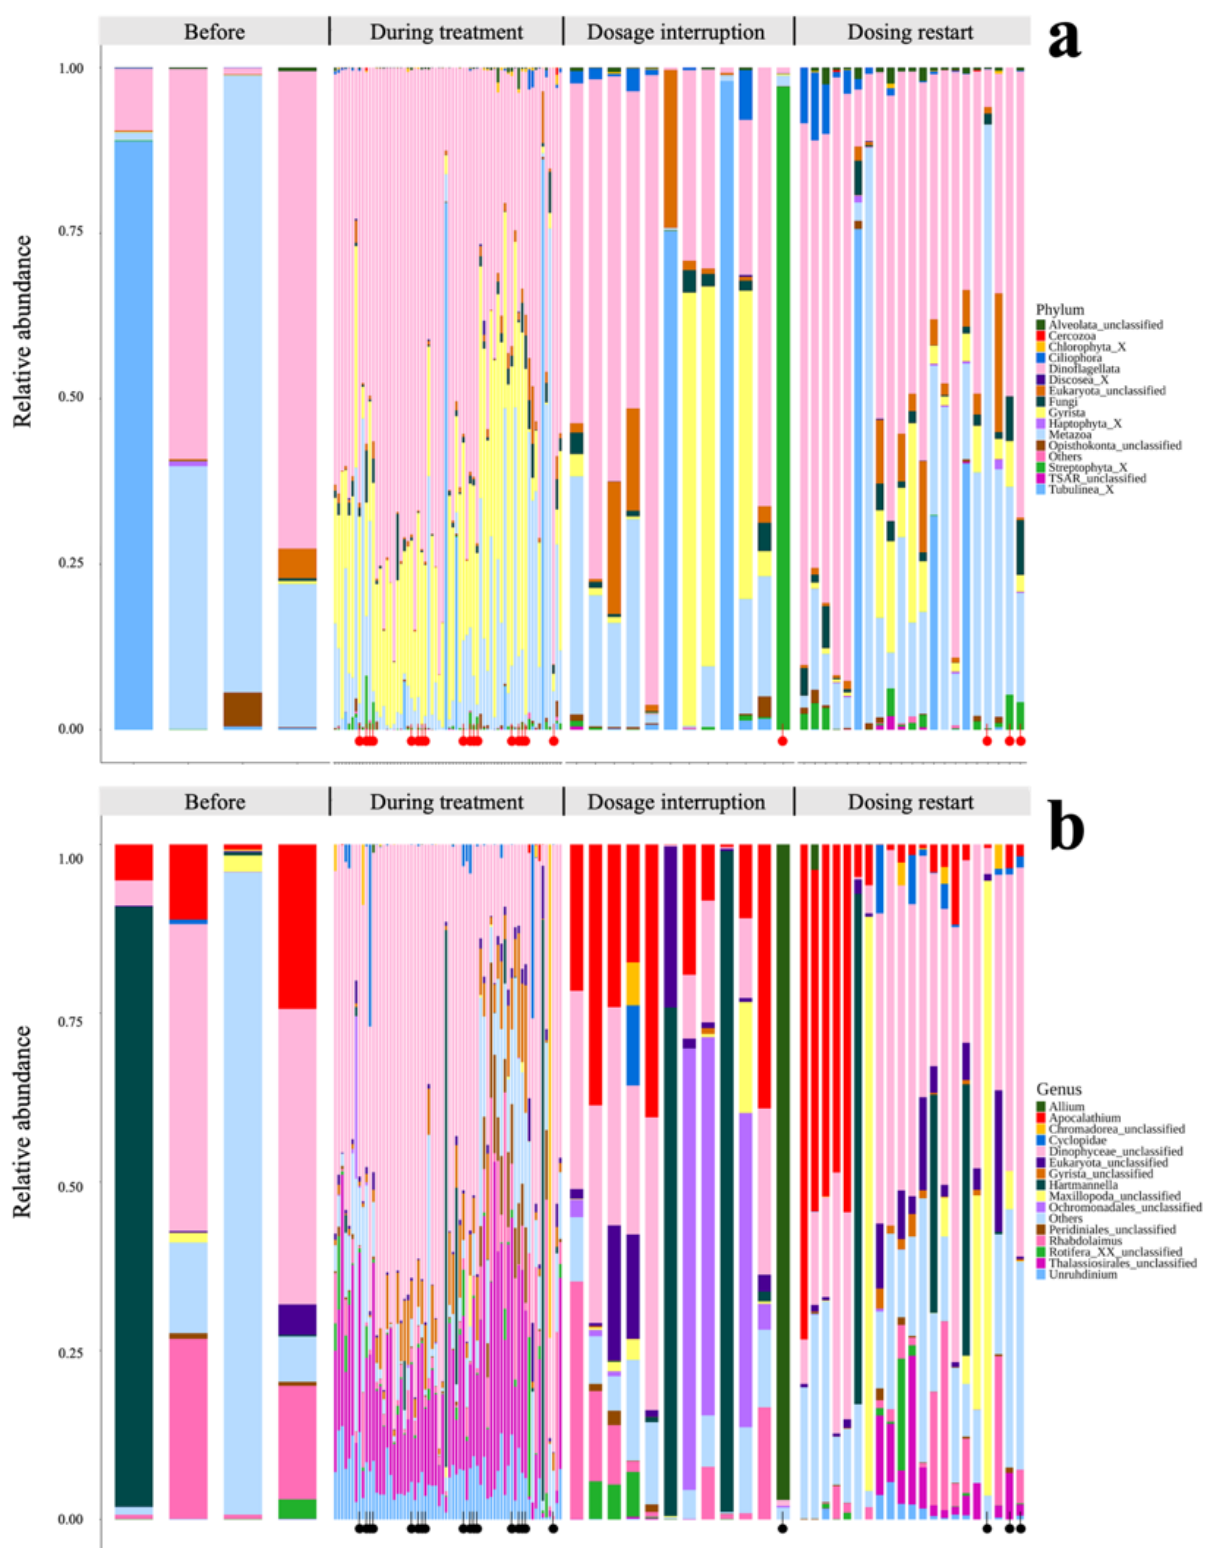 Before During treatment Dosage interruption Dosing restart a
1.00
0.75
0.50
0.25
0.00
Relative abundance
Phylum
Alveolata_unclassified
Cercozoa
Chlorophyta_X
Ciliophora
Dinoflagellata
Discosea_X
Eukaryota_unclassified
Fungi
Gyrista
Haptophyta_X
Metazoa
Opisthokonta_unclassified
Others
Streptophyta_X
TSAR_unclassified
Tubulinea_X
Before During treatment Dosage interruption Dosing restart b
1.00
0.75
0.50
0.25
0.00
Relative abundance
Genus
Allium
Apocalathium
Chromadorea_unclassified
Cyclopidae
Dinophyceae_unclassified
Eukaryota_unclassified
Gyrista_unclassified
Hartmannella
Maxillopoda_unclassified
Ochromonadales_unclassified
Others
Peridiniales_unclassified
Rhabdolaimus
Rotifera_XX_unclassified
Thalassiosirales_unclassified
Unruhdinium